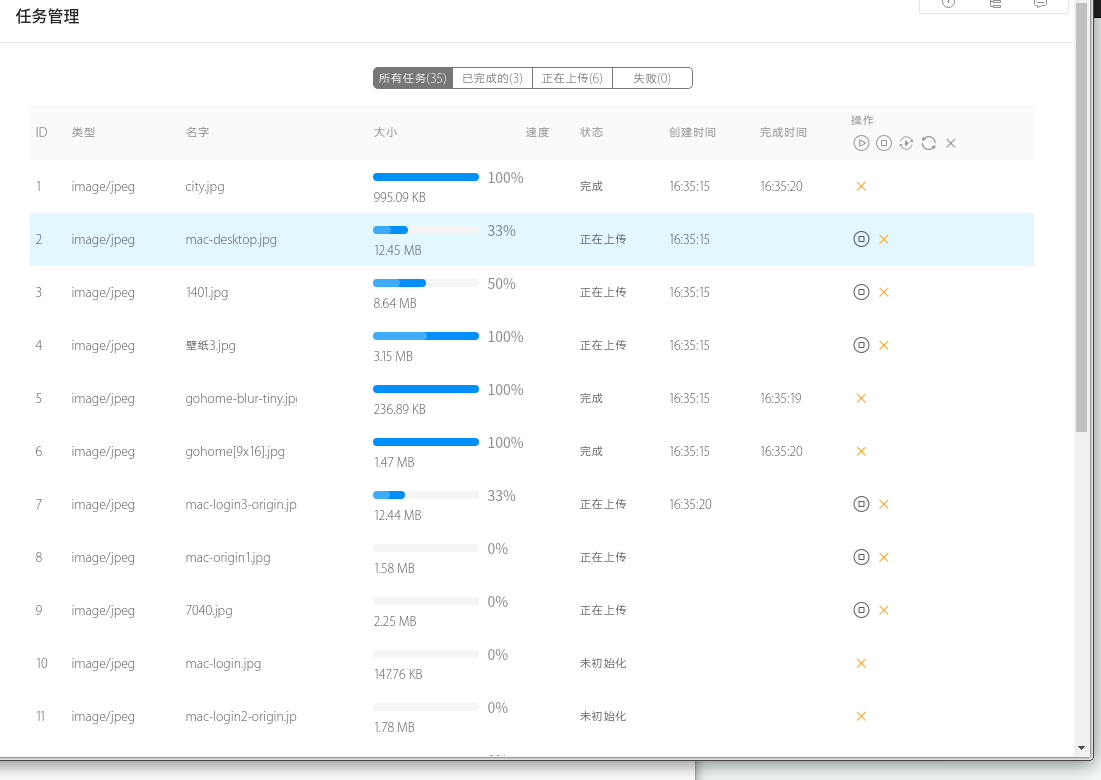 任务管理
所有任务(35) 已完成的(3) 正在上传(6) 失败(0)
ID 类型 名字 大小 速度 状态 创建时间 完成时间 操作
1 image/jpeg city.jpg 100% 995.09 KB 完成 16:35:15 16:35:20
2 image/jpeg mac-desktop.jpg 33% 12.45 MB 正在上传 16:35:15
3 image/jpeg 1401.jpg 50% 8.64 MB 正在上传 16:35:15
4 image/jpeg 壁纸3.jpg 100% 3.15 MB 正在上传 16:35:15
5 image/jpeg gohome-blur-tiny.jp 100% 236.89 KB 完成 16:35:15 16:35:19
6 image/jpeg gohome[9x16].jpg 100% 1.47 MB 完成 16:35:15 16:35:20
7 image/jpeg mac-login3-origin.jp 33% 12.44 MB 正在上传 16:35:20
8 image/jpeg mac-origin1.jpg 0% 1.58 MB 正在上传
9 image/jpeg 7040.jpg 0% 2.25 MB 正在上传
10 image/jpeg mac-login.jpg 0% 147.76 KB 未初始化
11 image/jpeg mac-login2-origin.jp 0% 1.78 MB 未初始化